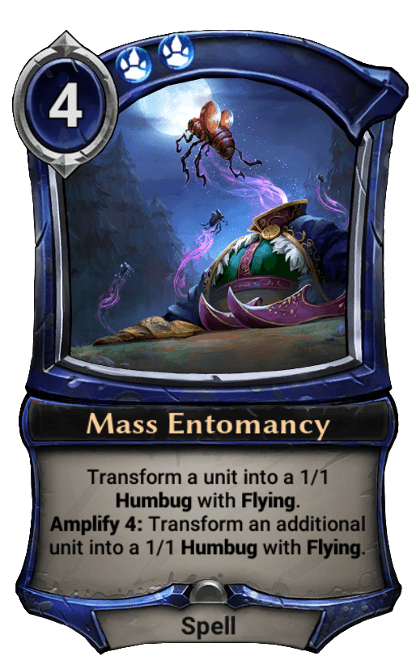 4
Mass Entomancy
Transform a unit into a 1/1
Humbug with Flying.
Amplify 4: Transform an additional
unit into a 1/1 Humbug with Flying.
Spell